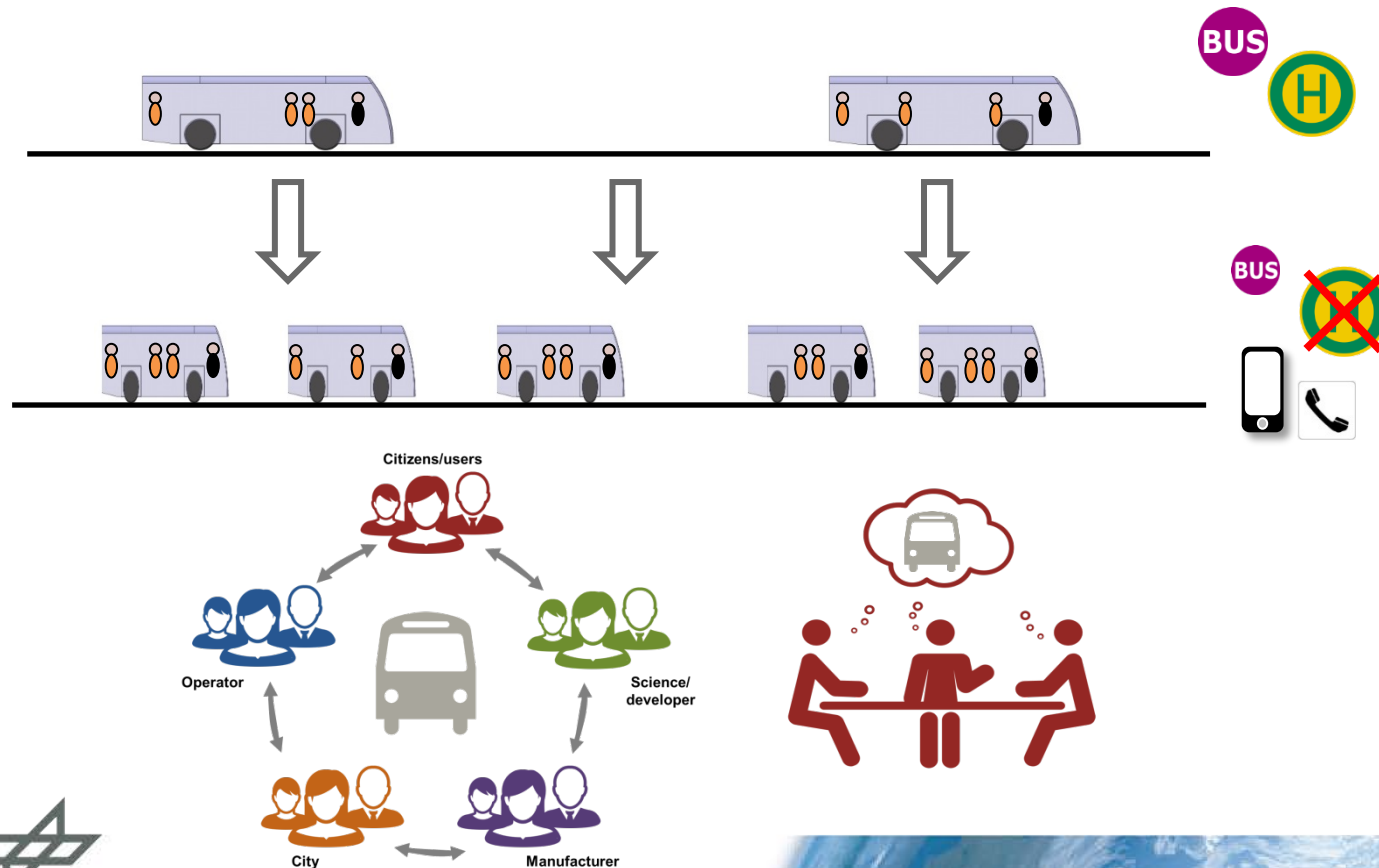 BUS
H
BUS
H
Citizens/users
Operator
Science/
developer
City
Manufacturer